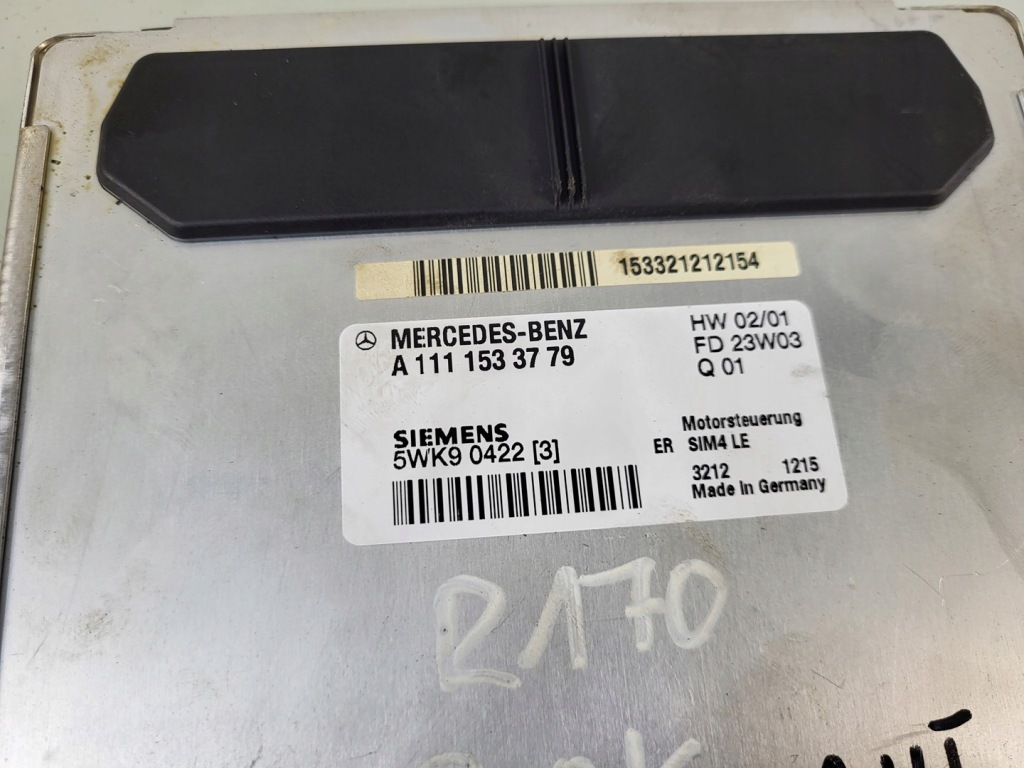 153321212154
MERCEDES-BENZ
A 111 153 37 79
HW 02/01
FD 23W03
Q 01
SIEMENS
5WK9 0422 [3]
Motorsteuerung
ER SIM4 LE
3212 1215
Made In Germany
R170